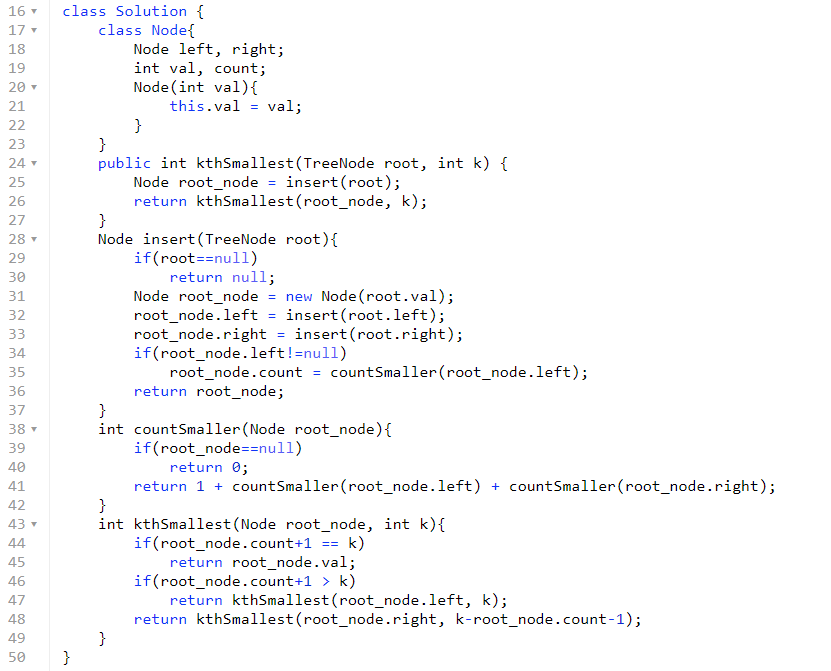 16 class Solution {
17 class Node{
18 Node left, right;
19 int val, count;
20 Node(int val){
21 this.val = val;
22 }
23 }
24 public int kthSmallest(TreeNode root, int k) {
25 Node root_node = insert(root);
26 return kthSmallest(root_node, k);
27 }
28 Node insert(TreeNode root){
29 if(root==null)
30 return null;
31 Node root_node = new Node(root.val);
32 root_node.left = insert(root.left);
33 root_node.right = insert(root.right);
34 if(root_node.left!=null)
35 root_node.count = countSmaller(root_node.left);
36 return root_node;
37 }
38 int countSmaller(Node root_node){
39 if(root_node==null)
40 return 0;
41 return 1 + countSmaller(root_node.left) + countSmaller(root_node.right);
42 }
43 int kthSmallest(Node root_node, int k){
44 if(root_node.count+1 == k)
45 return root_node.val;
46 if(root_node.count+1 > k)
47 return kthSmallest(root_node.left, k);
48 return kthSmallest(root_node.right, k-root_node.count-1);
49 }
50 }